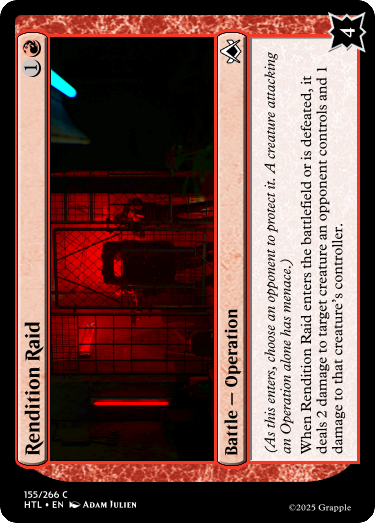 Rendition Raid
1
Battle – Operation
(As this enters, choose an opponent to protect it. A creature attacking
an Operation alone has menace.)
When Rendition Raid enters the battlefield or is defeated, it
deals 2 damage to target creature an opponent controls and 1
damage to that creature's controller.
4
155/266 C
HTL • EN Adam Julien
©2025 Grapple